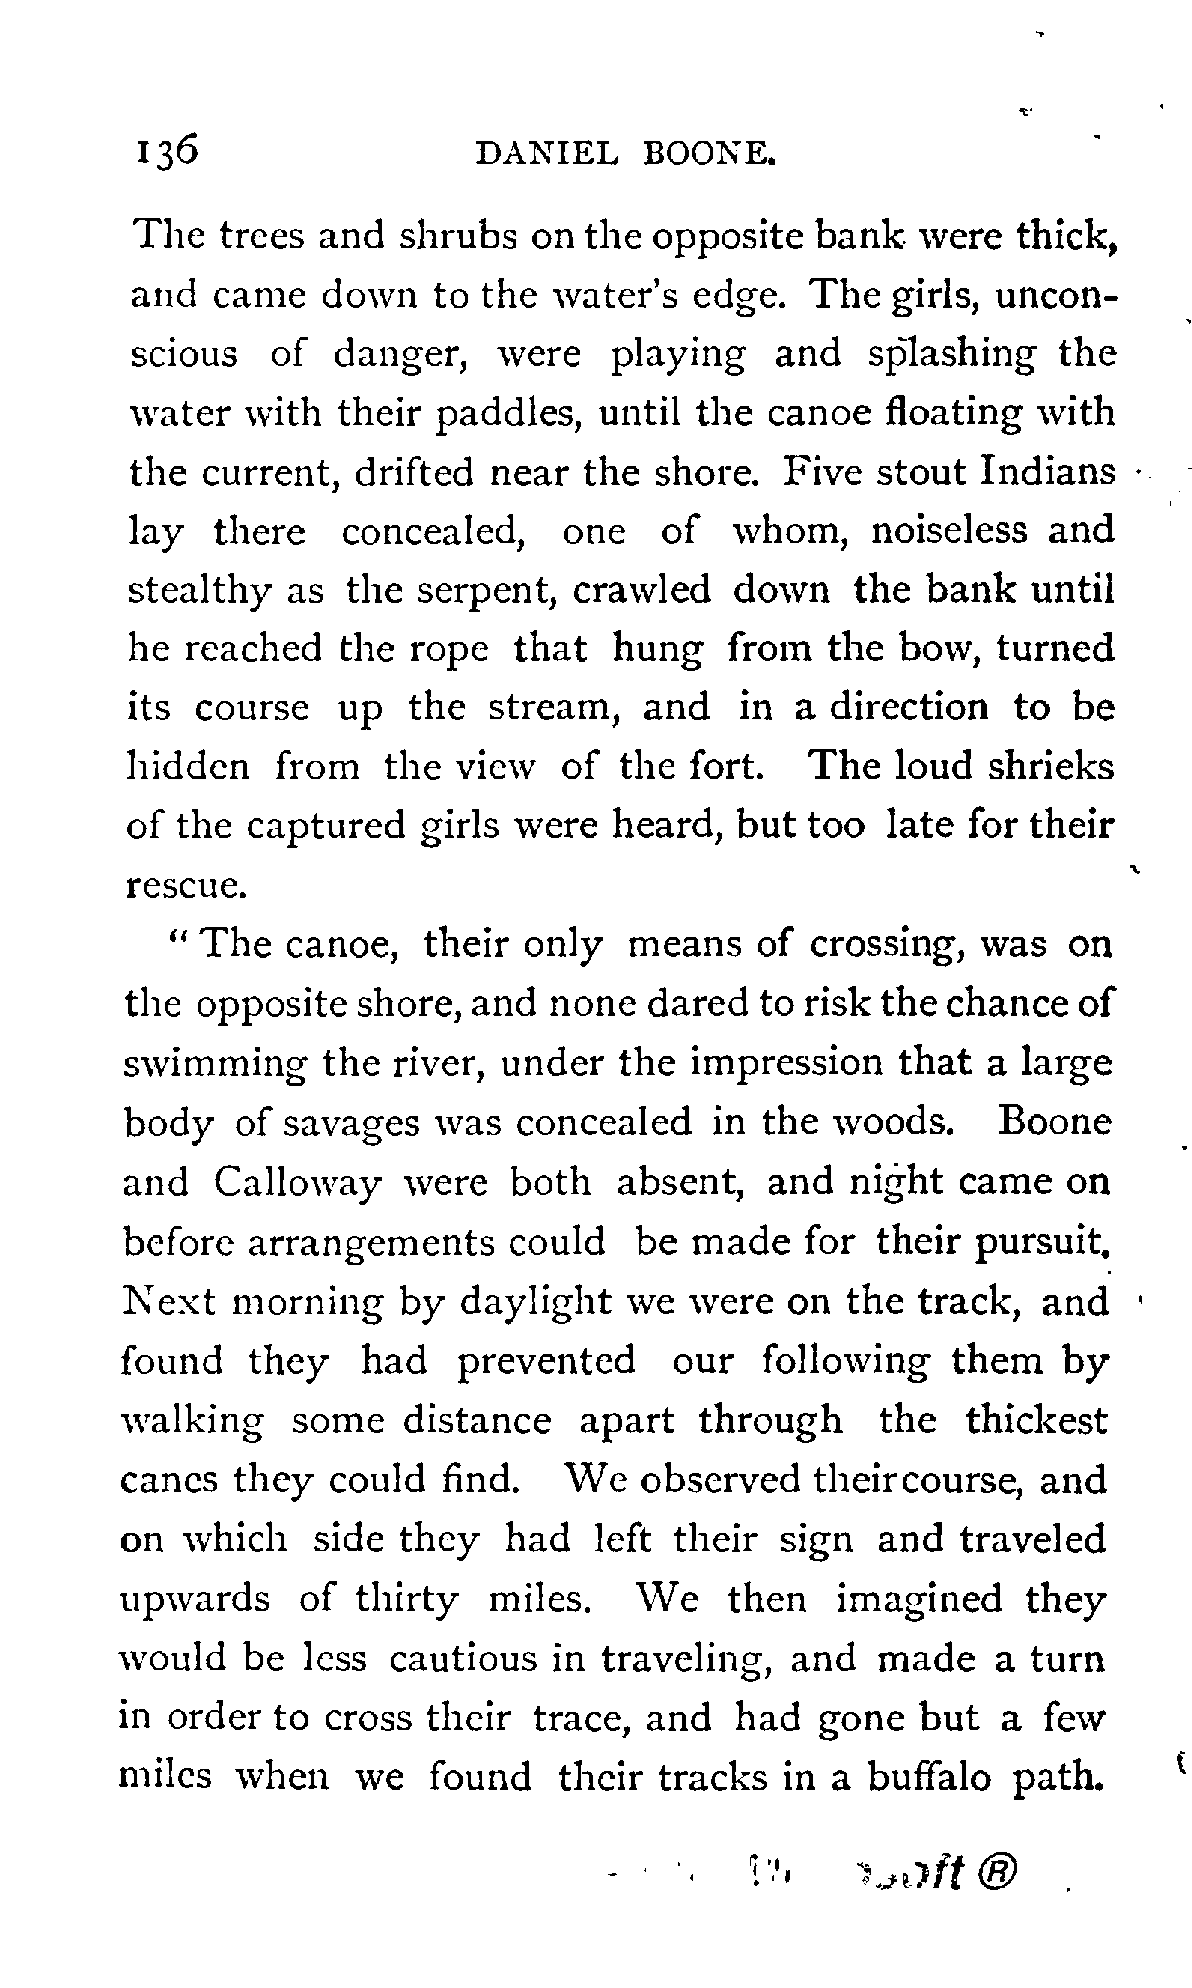 136 DANIEL BOONE.
The trees and shrubs on the opposite bank were thick,
and came down to the water's edge. The girls, uncon-
scious of danger, were playing and splashing the
water with their paddles, until the canoe floating with
the current, drifted near the shore. Five stout Indians
lay there concealed, one of whom, noiseless and
stealthy as the serpent, crawled down the bank until
he reached the rope that hung from the bow, turned
its course up the stream, and in a direction to be
hidden from the view of the fort. The loud shrieks
of the captured girls were heard, but too late for their
rescue.
" The canoe, their only means of crossing, was on
the opposite shore, and none dared to risk the chance of
swimming the river, under the impression that a large
body of savages was concealed in the woods. Boone
and Calloway were both absent, and night came on
before arrangements could be made for their pursuit.
Next morning by daylight we were on the track, and
found they had prevented our following them by
walking some distance apart through the thickest
canes they could find. We observed their course, and
on which side they had left their sign and traveled
upwards of thirty miles. We then imagined they
would be less cautious in traveling, and made a turn
in order to cross their trace, and had gone but a few
miles when we found their tracks in a buffalo path.
®